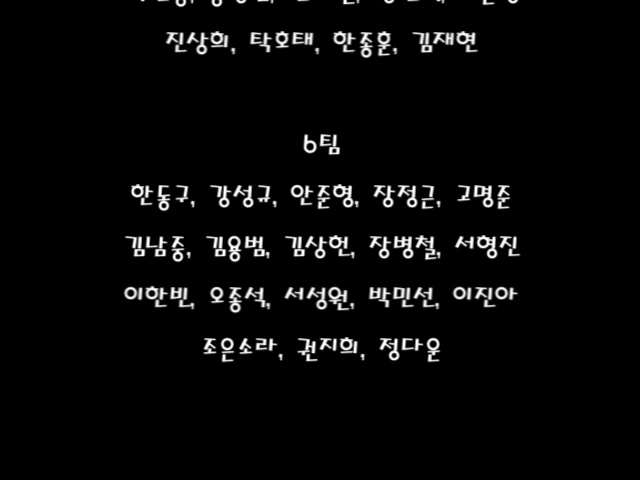 진상희, 탁호태, 한종훈, 김재현
6팀
한동구, 강성규, 안준형, 장정근, 고명준
김남중, 김용범, 김상헌, 장병철, 서형진
이한빈, 오종석, 서성원, 박민선, 이진아
조은소라, 권지희, 정다운